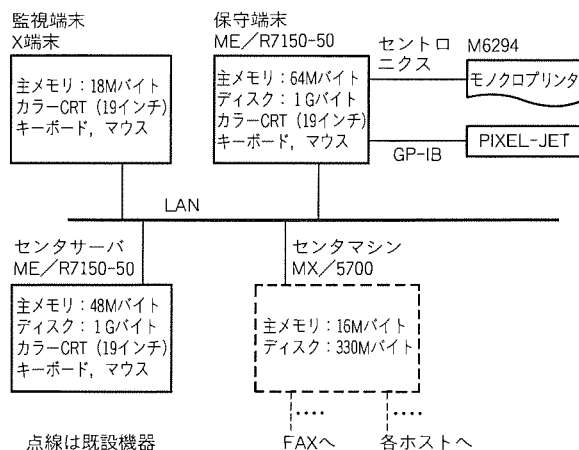 監視端末
X端末
主メモリ：18Mバイト
カラーCRT（19インチ）
キーボード，マウス
保守端末
ME／R7150-50
主メモリ：64Mバイト
ディスク：1Gバイト
カラーCRT（19インチ）
キーボード，マウス
セントロ
ニクス
M6294
モノクロプリンタ
GP-IB
PIXEL-JET
LAN
センタサーバ
ME／R7150-50
主メモリ：48Mバイト
ディスク：1Gバイト
カラーCRT（19インチ）
キーボード，マウス
センタマシン
MX／5700
主メモリ：16Mバイト
ディスク：330Mバイト
‥‥
‥‥
点線は既設機器
FAXへ
各ホストへ